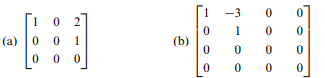 (a) [1 0 2
0 0 1
0 0 0]
(b) [1 -3 0 0
0 1 0 0
0 0 0 0
0 0 0 0]